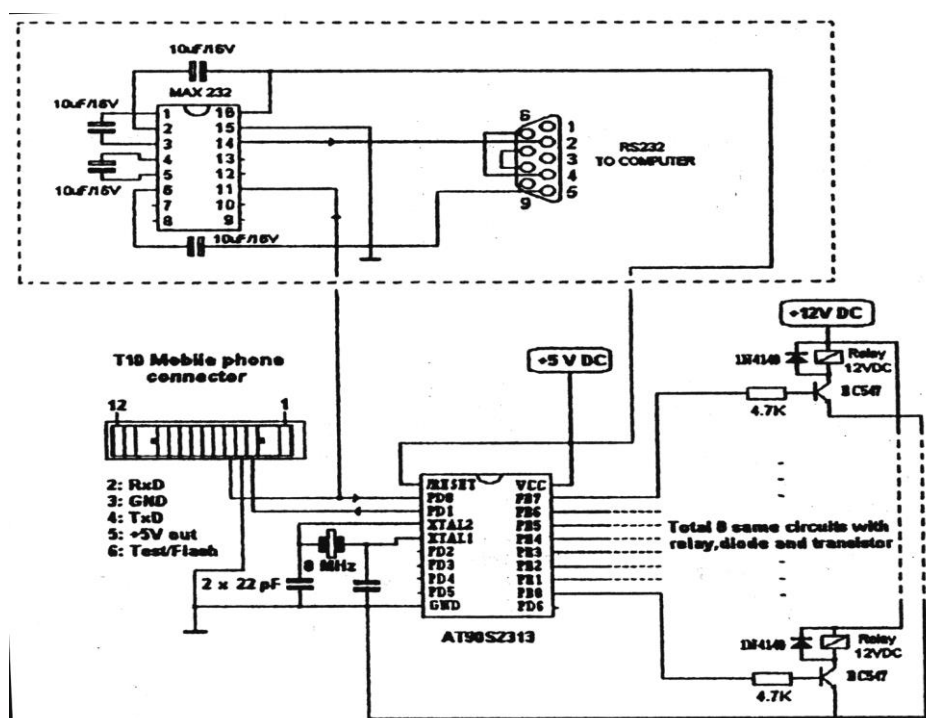 10uF/16V
MAX 232
10uF/16V
1
2
3
4
5
6
7
8
16
15
14
13
12
11
10
9
10uF/16V
10uF/16V
6
9
1
2
3
4
5
RS232
TO COMPUTER
+12V DC
T10 Mobile phone
connector
12
1
+5 V DC
1N4148
Relay
12VDC
BC547
4.7K
2: RxD
3: GND
4: TxD
5: +5V out
6: Test/Flash
/RESET
PD0
PD1
XTAL2
XTAL1
PD2
PD3
PD4
PD5
GND
VCC
PB7
PB6
PB5
PB4
PB3
PB2
PB1
PB0
PD6
8 MHz
2 x 22 pF
AT90S2313
Total 8 same circuits with
relay,diode and transistor
1N4148
Relay
12VDC
BC547
4.7K